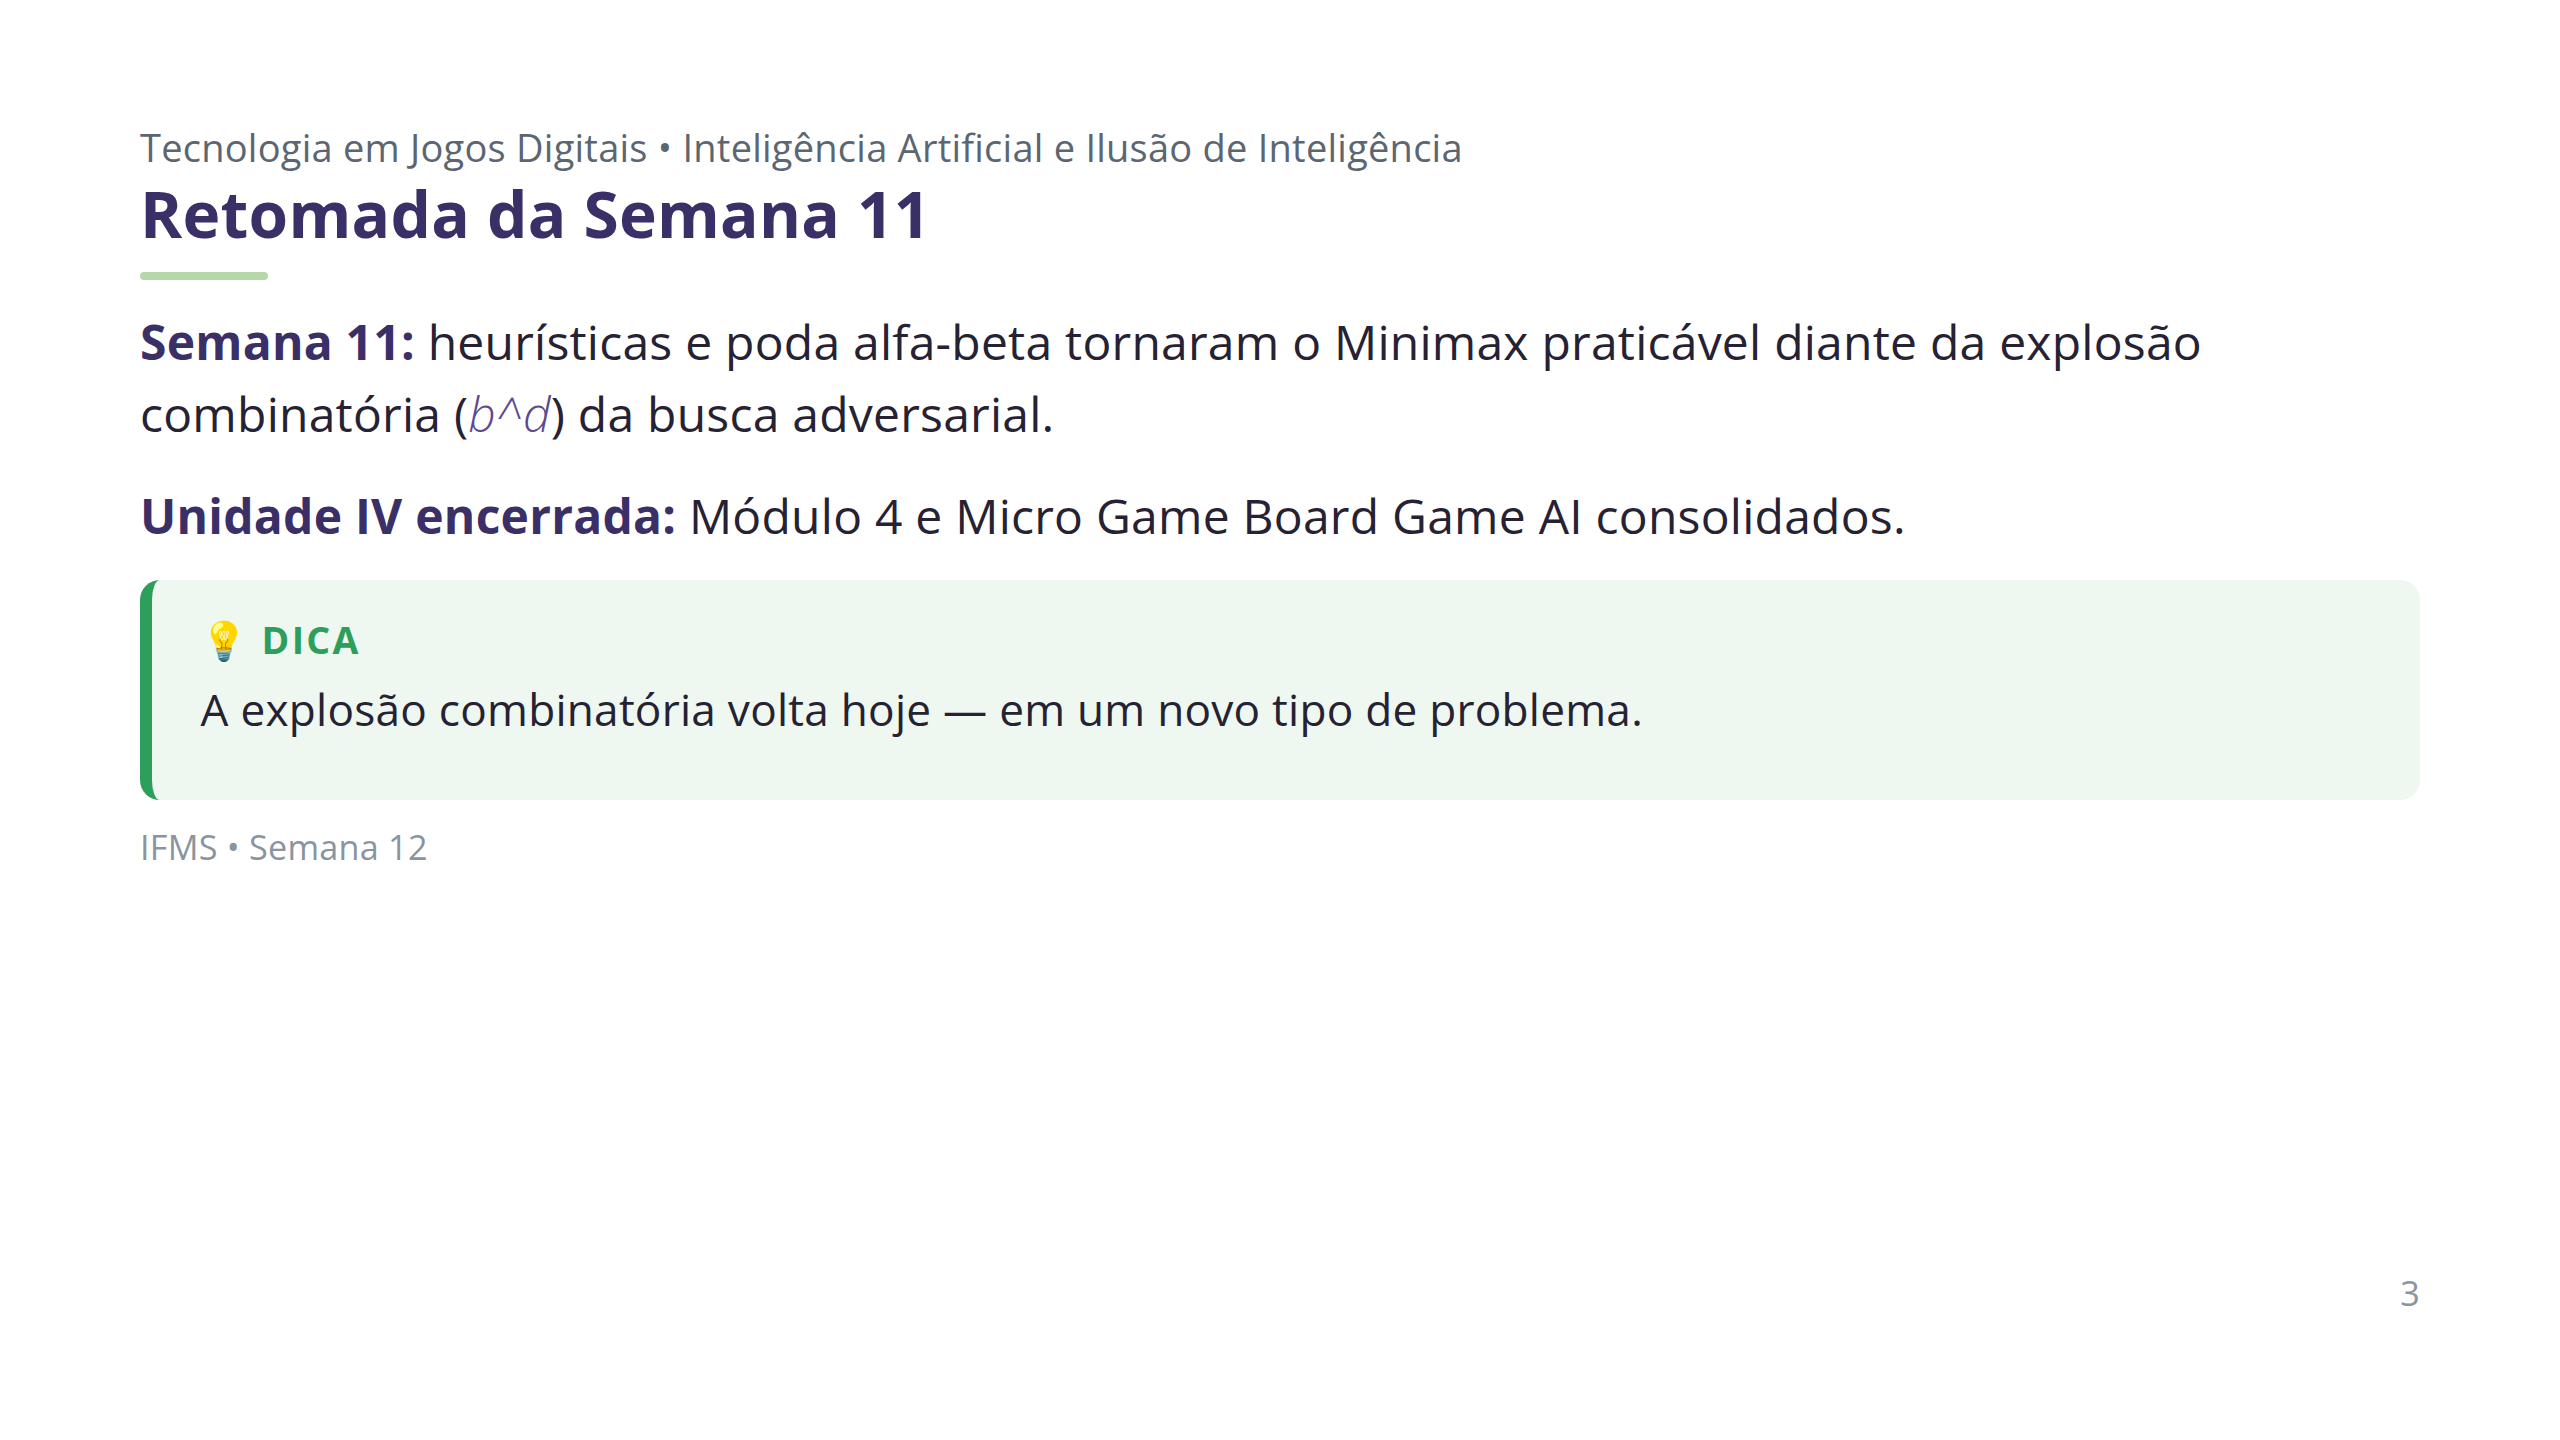 Tecnologia em Jogos Digitais • Inteligência Artificial e Ilusão de Inteligência
Retomada da Semana 11
Semana 11: heurísticas e poda alfa-beta tornaram o Minimax praticável diante da explosão
combinatória (b^d) da busca adversarial.
Unidade IV encerrada: Módulo 4 e Micro Game Board Game AI consolidados.
💡 DICA
A explosão combinatória volta hoje — em um novo tipo de problema.
IFMS • Semana 12
3